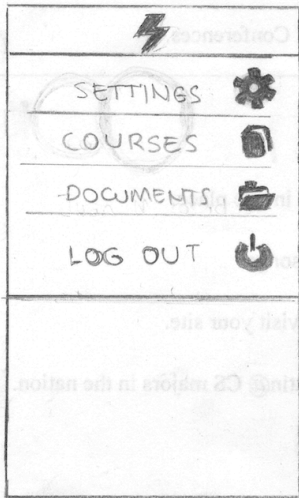 Conferences,
SETTINGS
COURSES
DOCUMENTS
LOG OUT
visit your site.
CS majors in the nation.